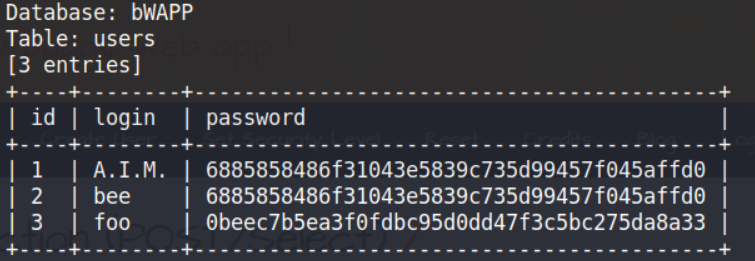 Database: bWAPP
Table: users
[3 entries]
+----+--------+------------------------------------------+
| id | login  | password                                 |
+----+--------+------------------------------------------+
| 1  | A.I.M. | 6885858486f31043e5839c735d99457f045affd0 |
| 2  | bee    | 6885858486f31043e5839c735d99457f045affd0 |
| 3  | foo    | 0beec7b5ea3f0fdbc95d0dd47f3c5bc275da8a33 |
+----+--------+------------------------------------------+